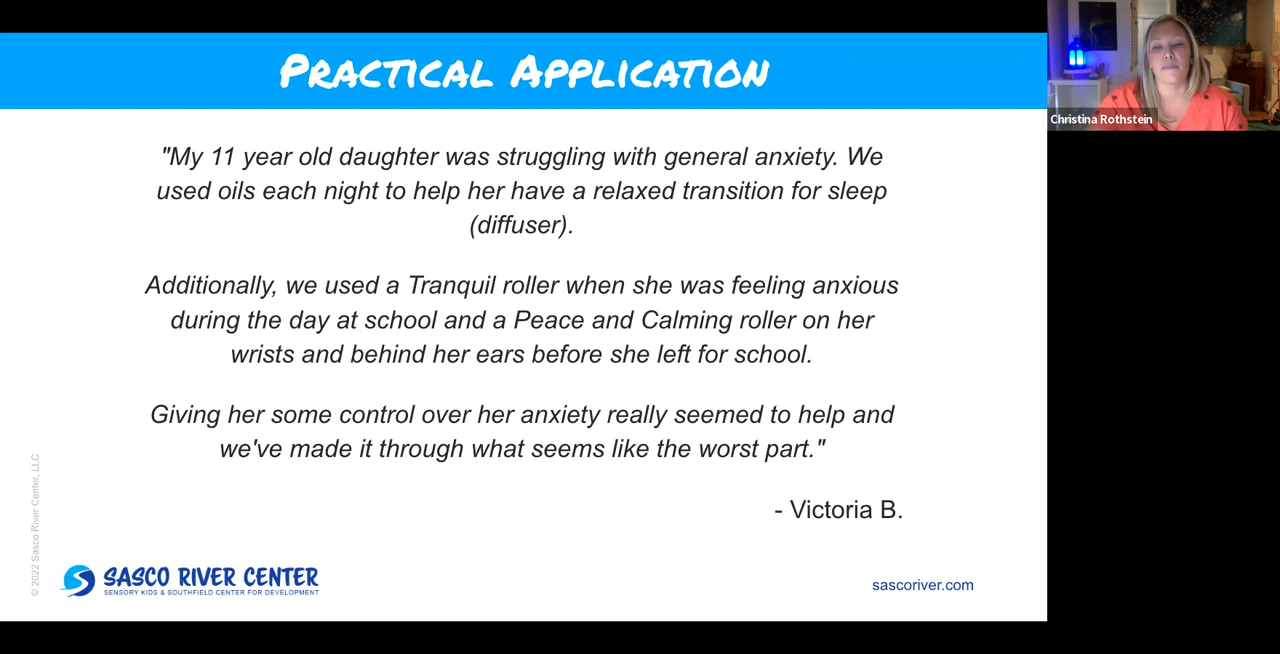 Practical Application
Christina Rothstein
"My 11 year old daughter was struggling with general anxiety. We
used oils each night to help her have a relaxed transition for sleep
(diffuser).
Additionally, we used a Tranquil roller when she was feeling anxious
during the day at school and a Peace and Calming roller on her
wrists and behind her ears before she left for school.
Giving her some control over her anxiety really seemed to help and
we've made it through what seems like the worst part."
- Victoria B.
© 2022 Sasco River Center, LLC
SASCO RIVER CENTER
SENSORY KIDS & SOUTHFIELD CENTER FOR DEVELOPMENT
sascoriver.com